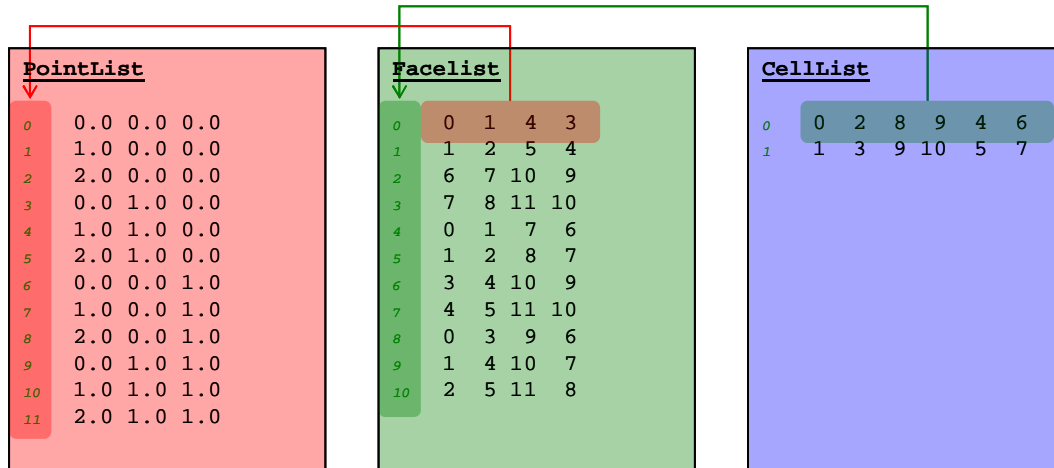 PointList
0 0.0 0.0 0.0
1 1.0 0.0 0.0
2 2.0 0.0 0.0
3 0.0 1.0 0.0
4 1.0 1.0 0.0
5 2.0 1.0 0.0
6 0.0 0.0 1.0
7 1.0 0.0 1.0
8 2.0 0.0 1.0
9 0.0 1.0 1.0
10 1.0 1.0 1.0
11 2.0 1.0 1.0
Facelist
0 0 1 4 3
1 1 2 5 4
2 6 7 10 9
3 7 8 11 10
4 0 1 7 6
5 1 2 8 7
6 3 4 10 9
7 4 5 11 10
8 0 3 9 6
9 1 4 10 7
10 2 5 11 8
CellList
0 0 2 8 9 4 6
1 1 3 9 10 5 7